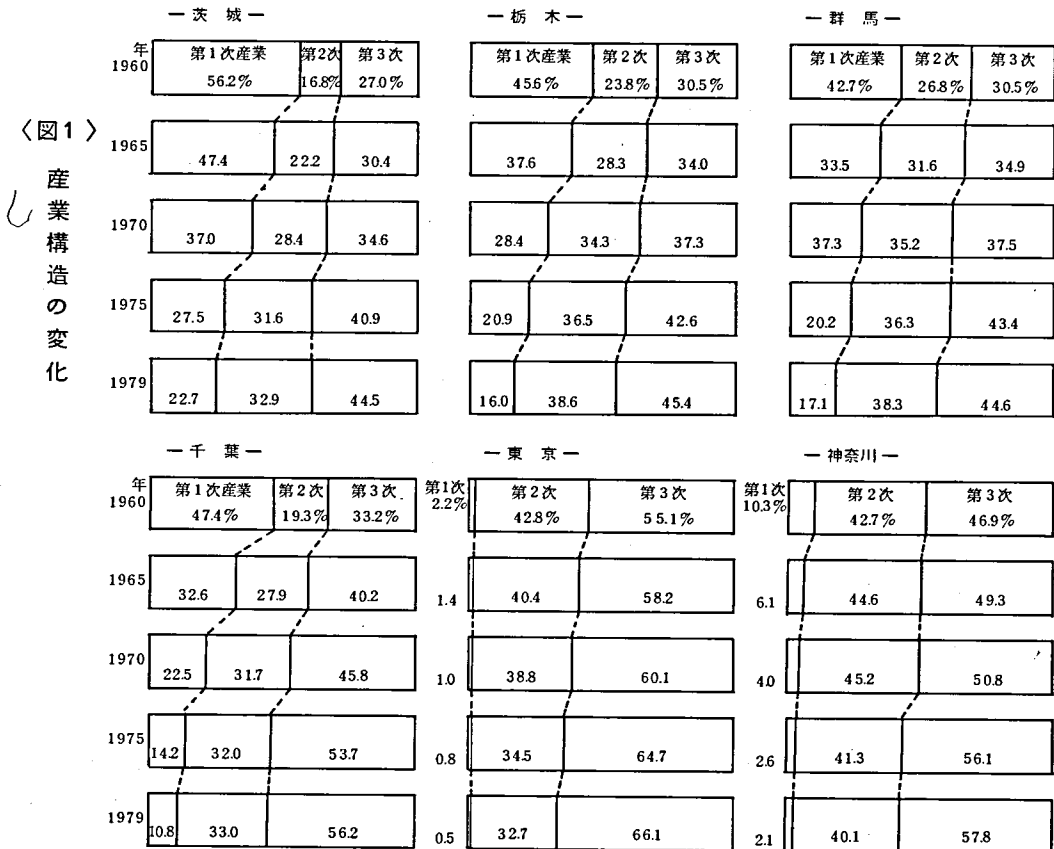 〈図1〉
産業構造の変化
― 茨 城 ―
年 第1次産業 第2次 第3次
1960 56.2% 16.8% 27.0%
1965 47.4 22.2 30.4
1970 37.0 28.4 34.6
1975 27.5 31.6 40.9
1979 22.7 32.9 44.5
― 栃 木 ―
第1次産業 第2次 第3次
45.6% 23.8% 30.5%
37.6 28.3 34.0
28.4 34.3 37.3
20.9 36.5 42.6
16.0 38.6 45.4
― 群 馬 ―
第1次産業 第2次 第3次
42.7% 26.8% 30.5%
33.5 31.6 34.9
37.3 35.2 37.5
20.2 36.3 43.4
17.1 38.3 44.6
― 千 葉 ―
年 第1次産業 第2次 第3次
1960 47.4% 19.3% 33.2%
1965 32.6 27.9 40.2
1970 22.5 31.7 45.8
1975 14.2 32.0 53.7
1979 10.8 33.0 56.2
― 東 京 ―
第1次 第2次 第3次
2.2% 42.8% 55.1%
1.4 40.4 58.2
1.0 38.8 60.1
0.8 34.5 64.7
0.5 32.7 66.1
― 神奈川 ―
第1次 第2次 第3次
10.3% 42.7% 46.9%
6.1 44.6 49.3
4.0 45.2 50.8
2.6 41.3 56.1
2.1 40.1 57.8